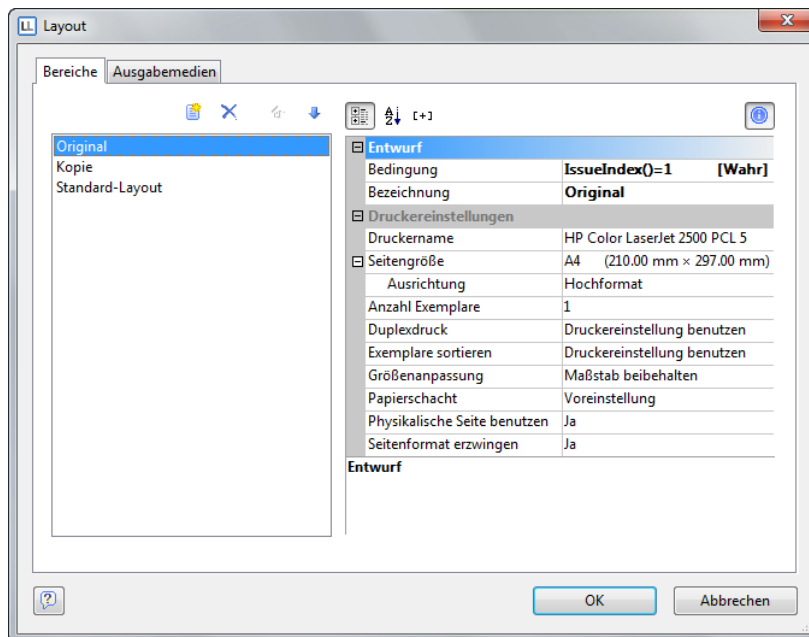 LL Layout
Bereiche Ausgabemedien
[+]
Original
Kopie
Standard-Layout
Entwurf
Bedingung IssueIndex()=1 [Wahr]
Bezeichnung Original
Druckereinstellungen
Druckername HP Color LaserJet 2500 PCL 5
Seitengröße A4 (210.00 mm × 297.00 mm)
Ausrichtung Hochformat
Anzahl Exemplare 1
Duplexdruck Druckereinstellung benutzen
Exemplare sortieren Druckereinstellung benutzen
Größenanpassung Maßstab beibehalten
Papierschacht Voreinstellung
Physikalische Seite benutzen Ja
Seitenformat erzwingen Ja
Entwurf
OK Abbrechen